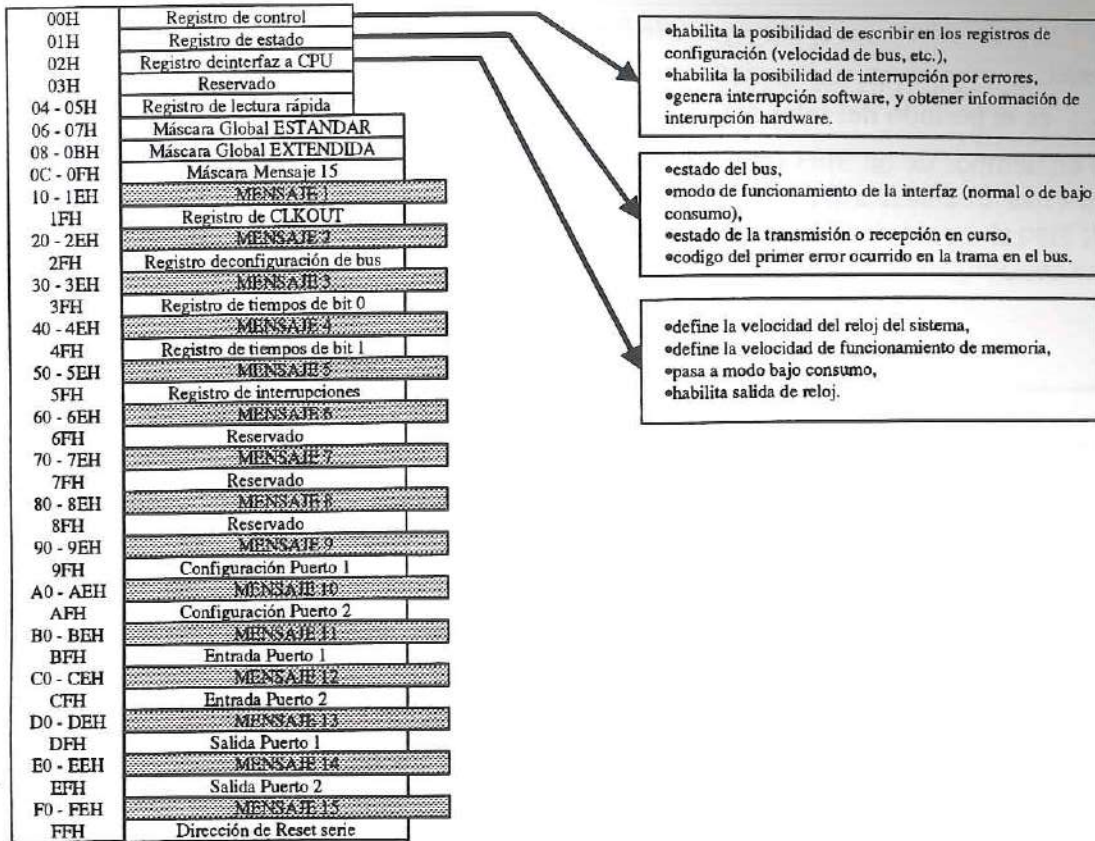 00H Registro de control
01H Registro de estado
02H Registro deinterfaz a CPU
03H Reservado
04 - 05H Registro de lectura rápida
06 - 07H Máscara Global ESTANDAR
08 - 0BH Máscara Global EXTENDIDA
0C - 0FH Máscara Mensaje 15
10 - 1EH MENSAJE 1
1FH Registro de CLKOUT
20 - 2EH MENSAJE 2
2FH Registro deconfiguración de bus
30 - 3EH MENSAJE 3
3FH Registro de tiempos de bit 0
40 - 4EH MENSAJE 4
4FH Registro de tiempos de bit 1
50 - 5EH MENSAJE 5
5FH Registro de interrupciones
60 - 6EH MENSAJE 6
6FH Reservado
70 - 7EH MENSAJE 7
7FH Reservado
80 - 8EH MENSAJE 8
8FH Reservado
90 - 9EH MENSAJE 9
9FH Configuración Puerto 1
A0 - AEH MENSAJE 10
AFH Configuración Puerto 2
B0 - BEH MENSAJE 11
BFH Entrada Puerto 1
C0 - CEH MENSAJE 12
CFH Entrada Puerto 2
D0 - DEH MENSAJE 13
DFH Salida Puerto 1
E0 - EEH MENSAJE 14
EFH Salida Puerto 2
F0 - FEH MENSAJE 15
FFH Dirección de Reset serie
•habilita la posibilidad de escribir en los registros de
configuración (velocidad de bus, etc.),
•habilita la posibilidad de interrupción por errores,
•genera interrupción software, y obtener información de
interurpción hardware.
•estado del bus,
•modo de funcionamiento de la interfaz (normal o de bajo
consumo),
•estado de la transmisión o recepción en curso,
•codigo del primer error ocurrido en la trama en el bus.
•define la velocidad del reloj del sistema,
•define la velocidad de funcionamiento de memoria,
•pasa a modo bajo consumo,
•habilita salida de reloj.